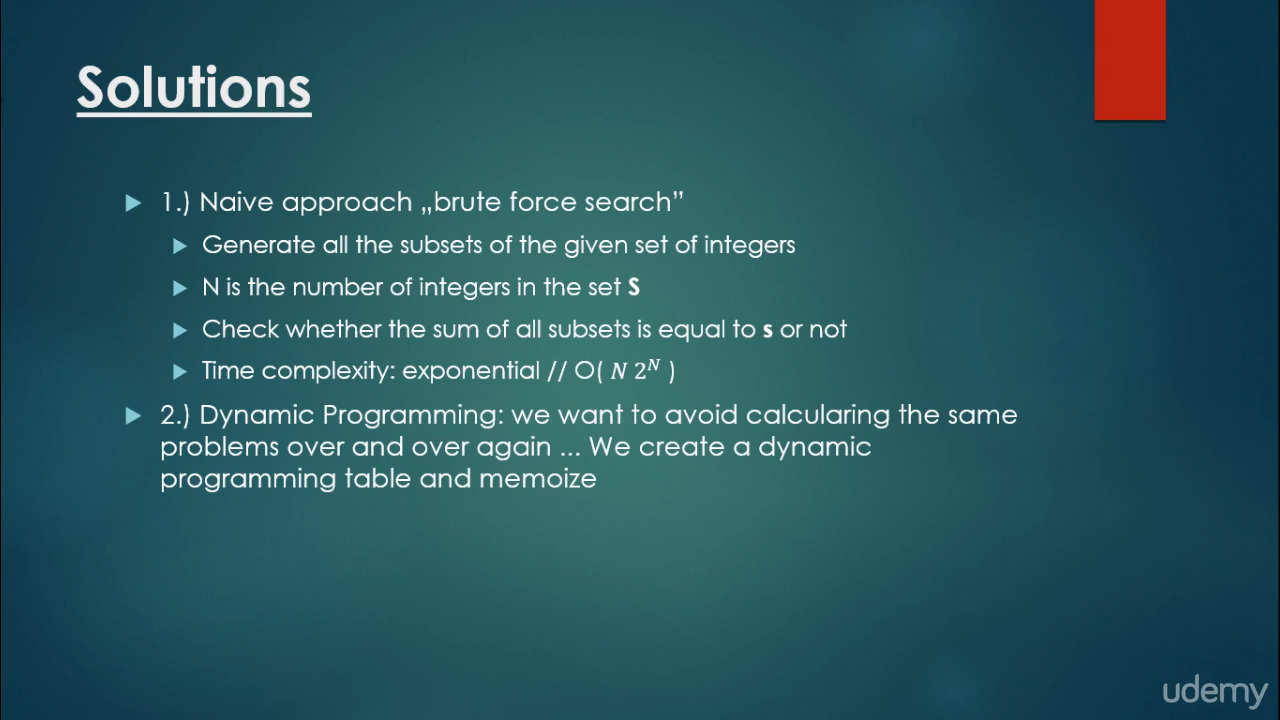 Solutions
1.) Naive approach „brute force search”
Generate all the subsets of the given set of integers
N is the number of integers in the set S
Check whether the sum of all subsets is equal to s or not
Time complexity: exponential // O( N 2^N )
2.) Dynamic Programming: we want to avoid calcularing the same
problems over and over again ... We create a dynamic
programming table and memoize
udemy